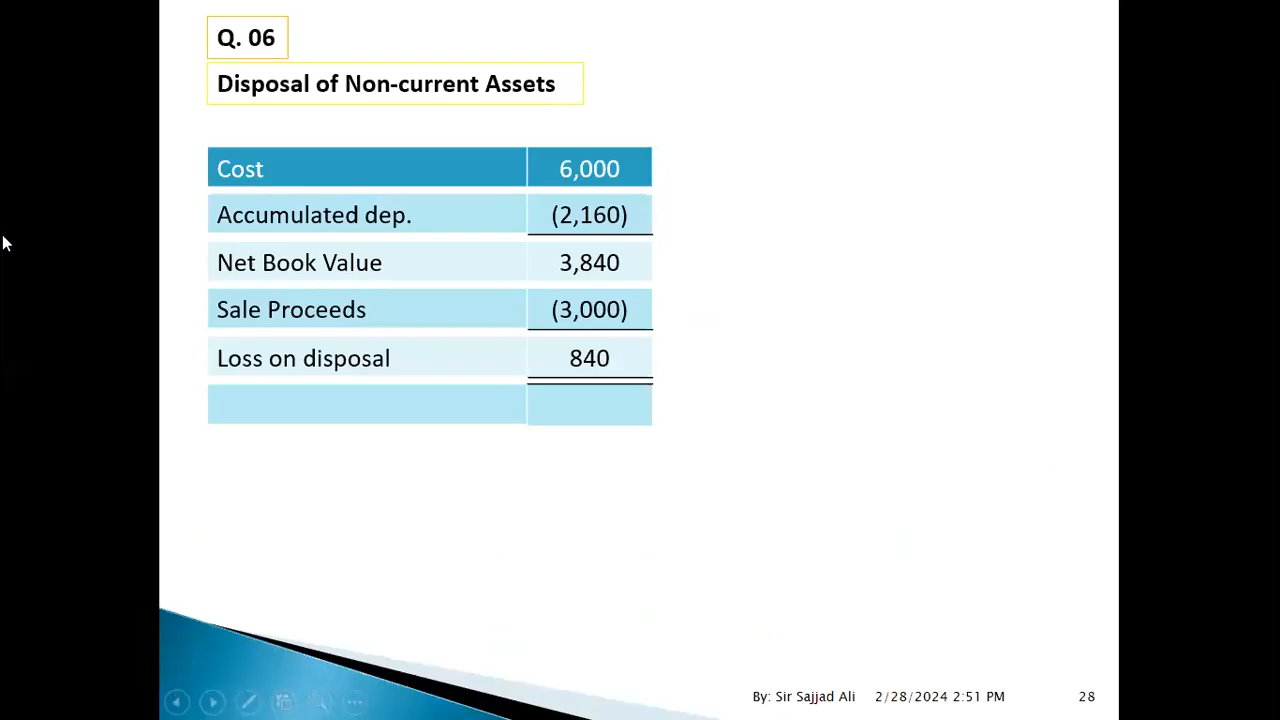 Q. 06
Disposal of Non-current Assets
Cost 6,000
Accumulated dep. (2,160)
Net Book Value 3,840
Sale Proceeds (3,000)
Loss on disposal 840
By: Sir Sajjad Ali 2/28/2024 2:51 PM 28